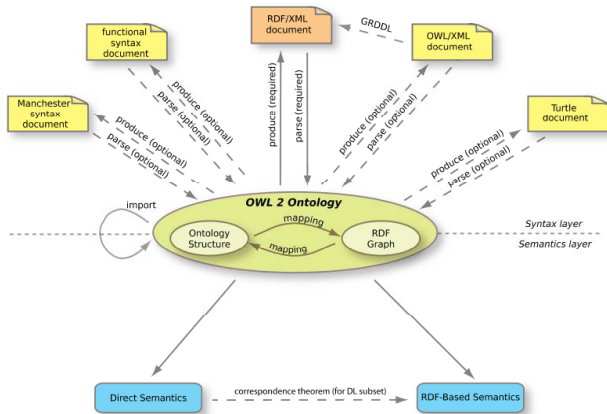 RDF/XML
document
GRDDL
functional
syntax
document
OWL/XML
document
Manchester
syntax
document
Turtle
document
produce (optional)
parse (optional)
produce (optional)
parse (optional)
produce (required)
parse (required)
produce (optional)
parse (optional)
produce (optional)
parse (optional)
import
OWL 2 Ontology
Ontology
Structure
mapping
mapping
RDF
Graph
Syntax layer
Semantics layer
Direct Semantics
correspondence theorem (for DL subset)
RDF-Based Semantics